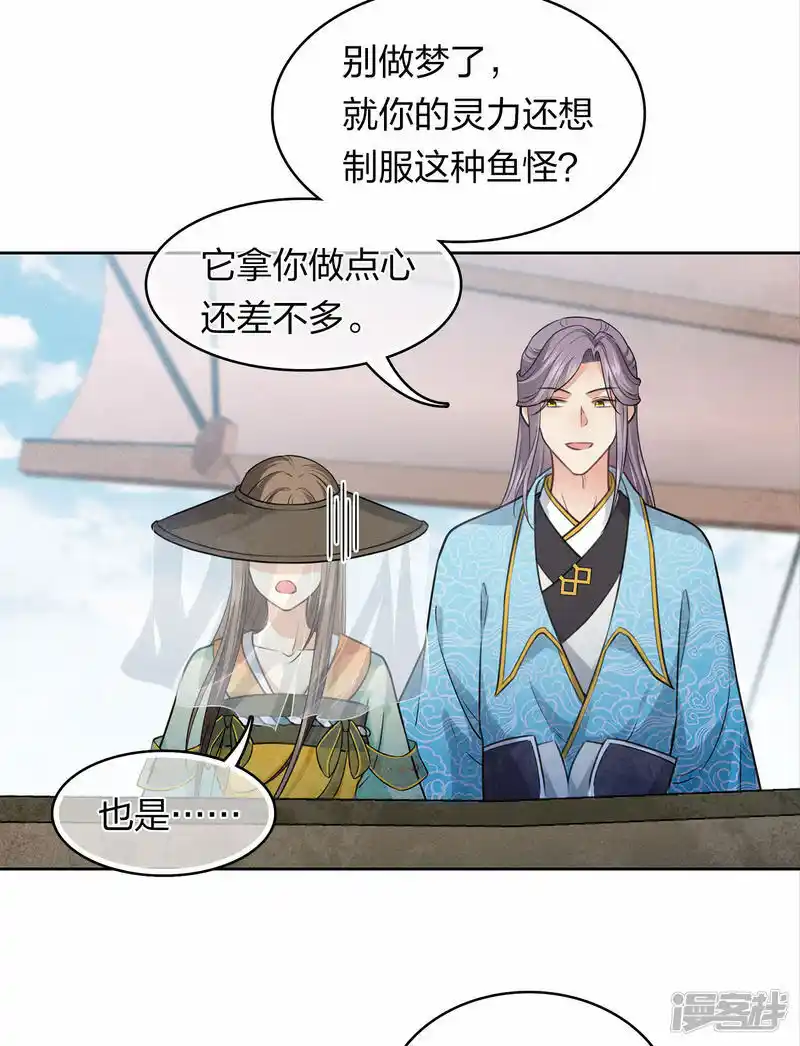 别做梦了，
就你的灵力还想
制服这种鱼怪？
它拿你做点心
还差不多。
也是……
漫客栈